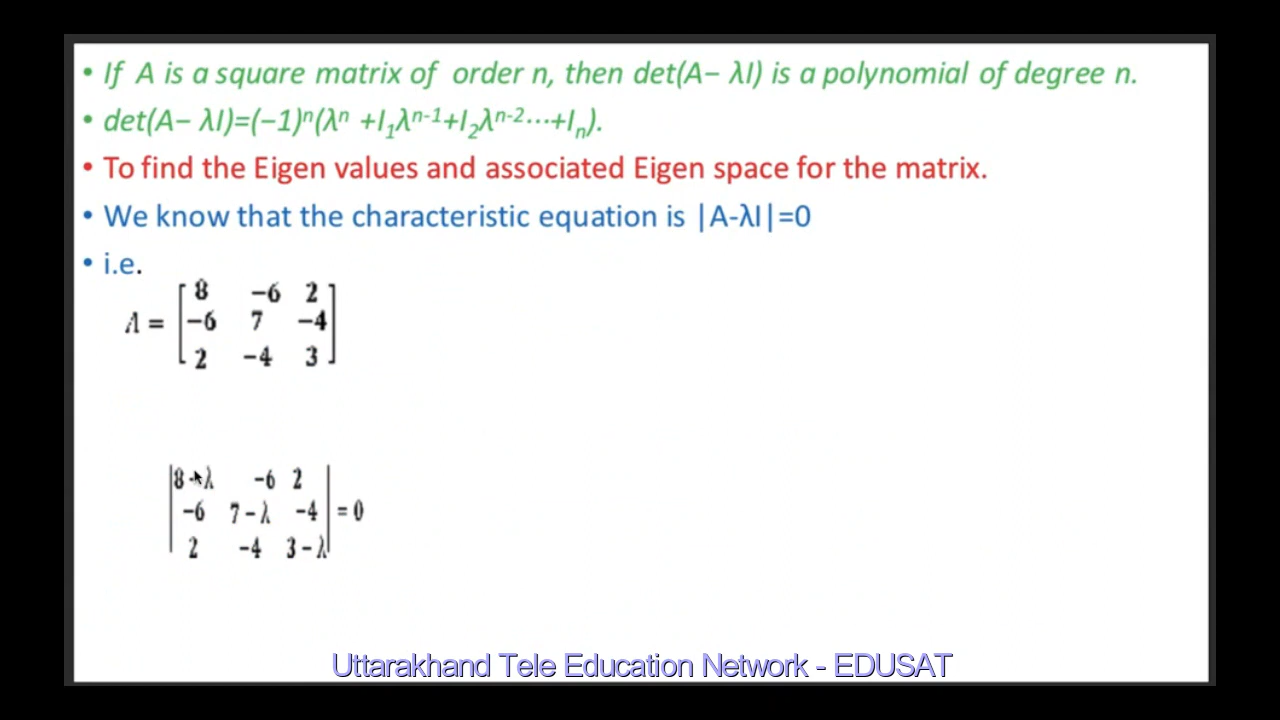 • If A is a square matrix of order n, then det(A− λI) is a polynomial of degree n.
• det(A− λI)=(−1)ⁿ(λⁿ +I₁λⁿ⁻¹+I₂λⁿ⁻²...+Iₙ).
• To find the Eigen values and associated Eigen space for the matrix.
• We know that the characteristic equation is |A-λI|=0
• i.e.
8 −6 2
A = −6 7 −4
2 −4 3
8 - λ −6 2
−6 7 − λ −4 = 0
2 −4 3 − λ
Uttarakhand Tele Education Network - EDUSAT